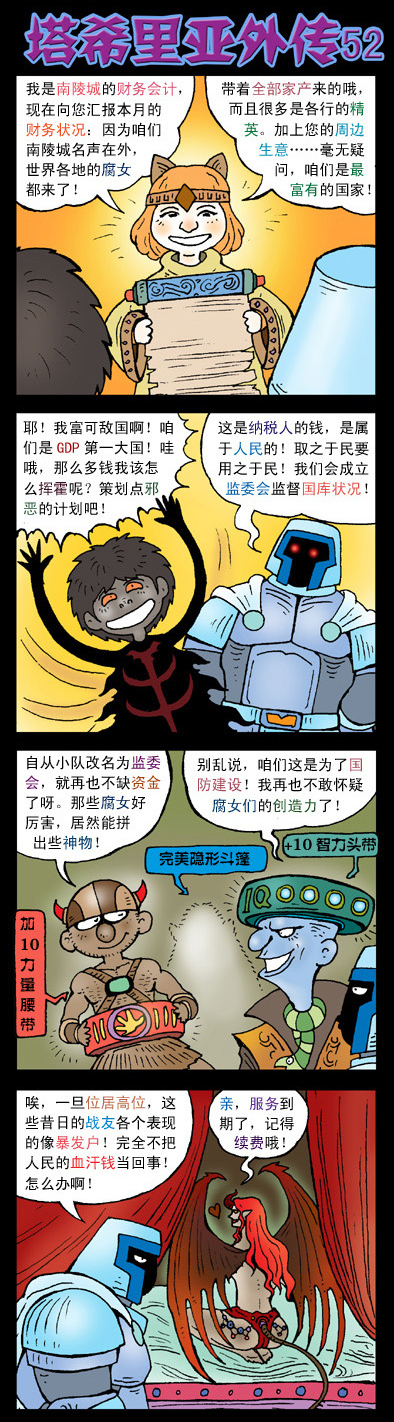 塔希里亚外传52
我是南陵城的财务会计，
现在向您汇报本月的
财务状况：因为咱们
南陵城名声在外，
世界各地的腐女
都来了！
带着全部家产来的哦，
而且很多是各行的精
英。加上您的周边
生意……毫无疑
问，咱们是最
富有的国家！
耶！我富可敌国啊！咱
们是GDP第一大国！哇
哦，那么多钱我该怎
么挥霍呢？策划点邪
恶的计划吧！
这是纳税人的钱，是属
于人民的！取之于民要
用之于民！我们会成立
监委会监督国库状况！
自从小队改名为监委
会，就再也不缺资金
了呀。那些腐女好
厉害，居然能拼
出些神物！
别乱说，咱们这是为了国
防建设！我再也不敢怀疑
腐女们的创造力了！
完美隐形斗篷
+10智力头带
IQ
加
10
力
量
腰
带
唉，一旦位居高位，这
些昔日的战友各个表现
的像暴发户！完全不把
人民的血汗钱当回事！
怎么办啊！
亲，服务到
期了，记得
续费哦！